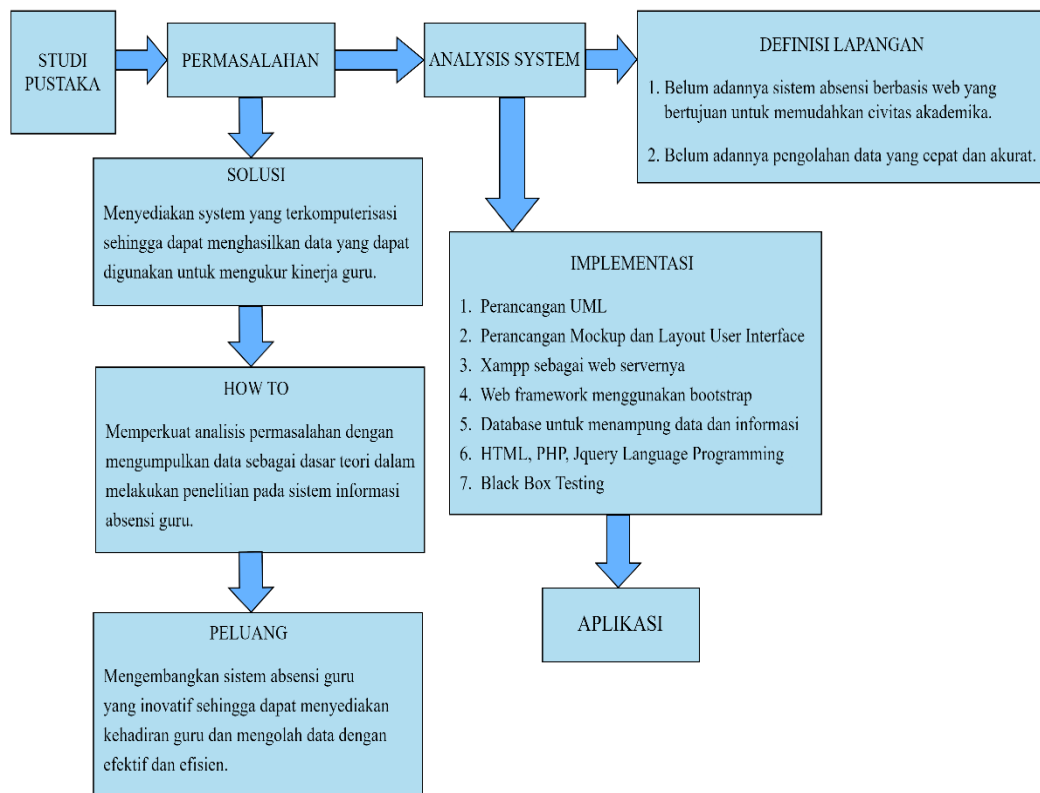 STUDI
PUSTAKA
PERMASALAHAN
ANALYSIS SYSTEM
DEFINISI LAPANGAN
1. Belum adannya sistem absensi berbasis web yang
bertujuan untuk memudahkan civitas akademika.
2. Belum adannya pengolahan data yang cepat dan akurat.
SOLUSI
Menyediakan system yang terkomputerisasi
sehingga dapat menghasilkan data yang dapat
digunakan untuk mengukur kinerja guru.
HOW TO
Memperkuat analisis permasalahan dengan
mengumpulkan data sebagai dasar teori dalam
melakukan penelitian pada sistem informasi
absensi guru.
PELUANG
Mengembangkan sistem absensi guru
yang inovatif sehingga dapat menyediakan
kehadiran guru dan mengolah data dengan
efektif dan efisien.
IMPLEMENTASI
1. Perancangan UML
2. Perancangan Mockup dan Layout User Interface
3. Xampp sebagai web servernya
4. Web framework menggunakan bootstrap
5. Database untuk menampung data dan informasi
6. HTML, PHP, Jquery Language Programming
7. Black Box Testing
APLIKASI